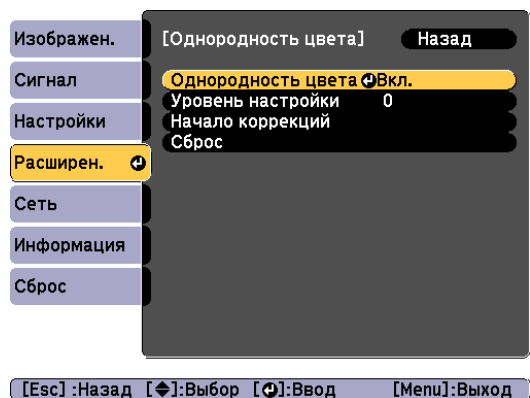 Изображен.
Сигнал
Настройки
Расширен.
Сеть
Информация
Сброс
[Однородность цвета] Назад
Однородность цвета Вкл.
Уровень настройки 0
Начало коррекций
Сброс
[Esc] :Назад [◆]:Выбор [↵]:Ввод [Menu]:Выход